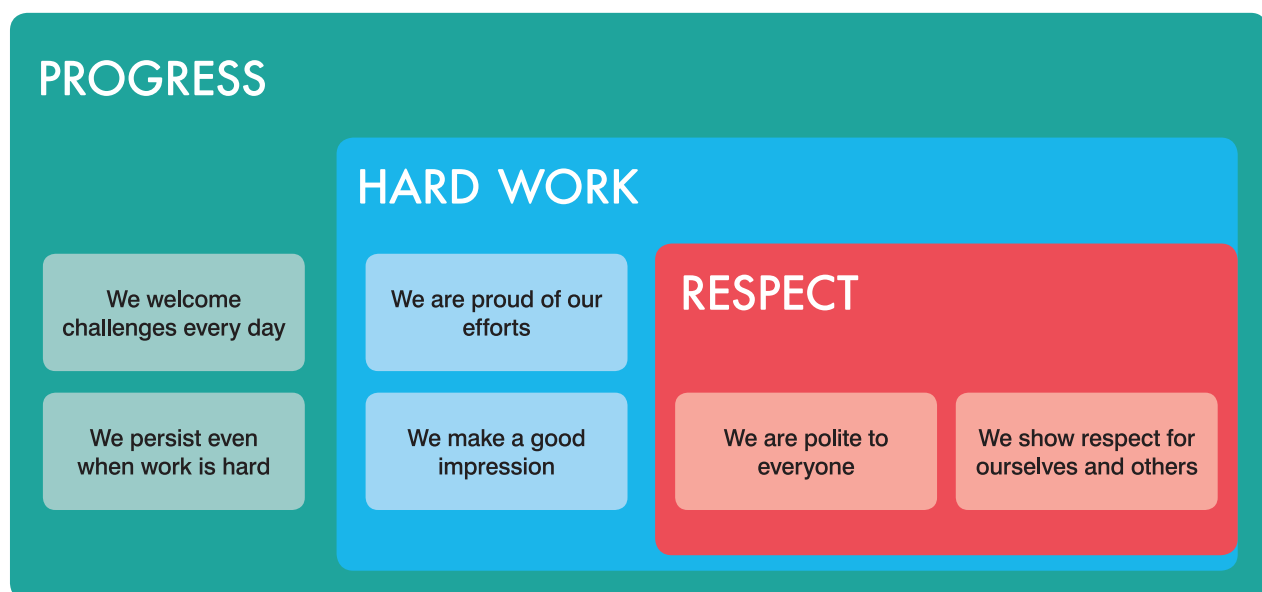 PROGRESS
We welcome
challenges every day
We persist even
when work is hard
HARD WORK
We are proud of our
efforts
We make a good
impression
RESPECT
We are polite to
everyone
We show respect for
ourselves and others